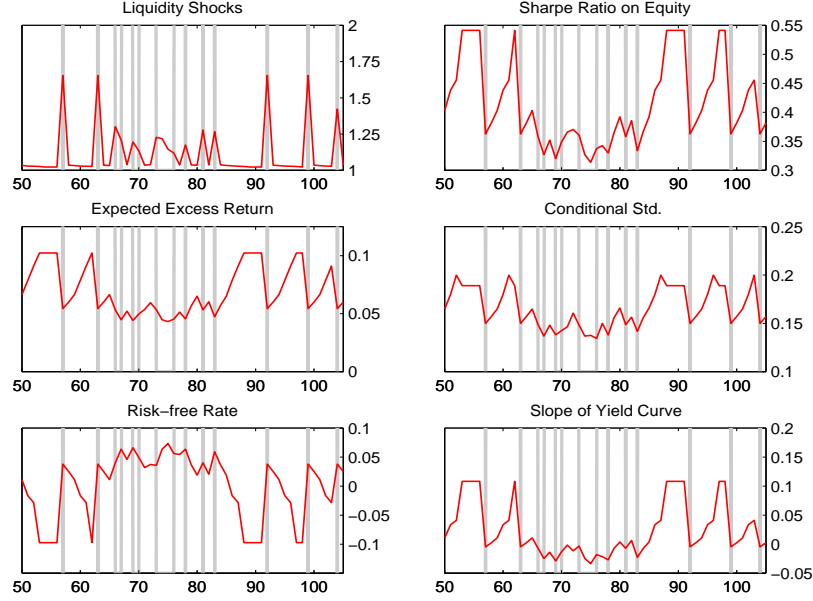 Liquidity Shocks
2
1.75
1.5
1.25
1
50 60 70 80 90 100
Sharpe Ratio on Equity
0.55
0.5
0.45
0.4
0.35
0.3
50 60 70 80 90 100
Expected Excess Return
0.1
0.05
0
50 60 70 80 90 100
Conditional Std.
0.25
0.2
0.15
0.1
50 60 70 80 90 100
Risk−free Rate
0.1
0.05
0
−0.05
−0.1
50 60 70 80 90 100
Slope of Yield Curve
0.2
0.15
0.1
0.05
0
−0.05
50 60 70 80 90 100